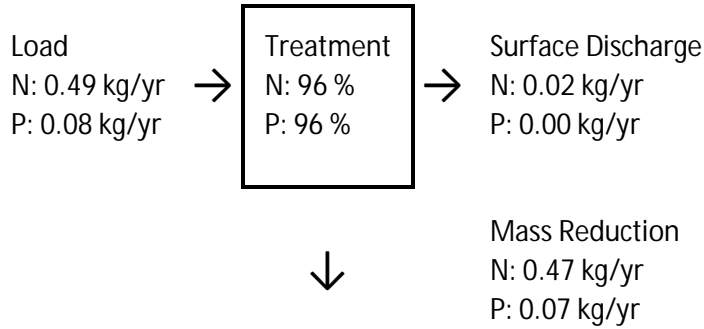 Load
N: 0.49 kg/yr
P: 0.08 kg/yr
→
Treatment
N: 96 %
P: 96 %
→
Surface Discharge
N: 0.02 kg/yr
P: 0.00 kg/yr
↓
Mass Reduction
N: 0.47 kg/yr
P: 0.07 kg/yr